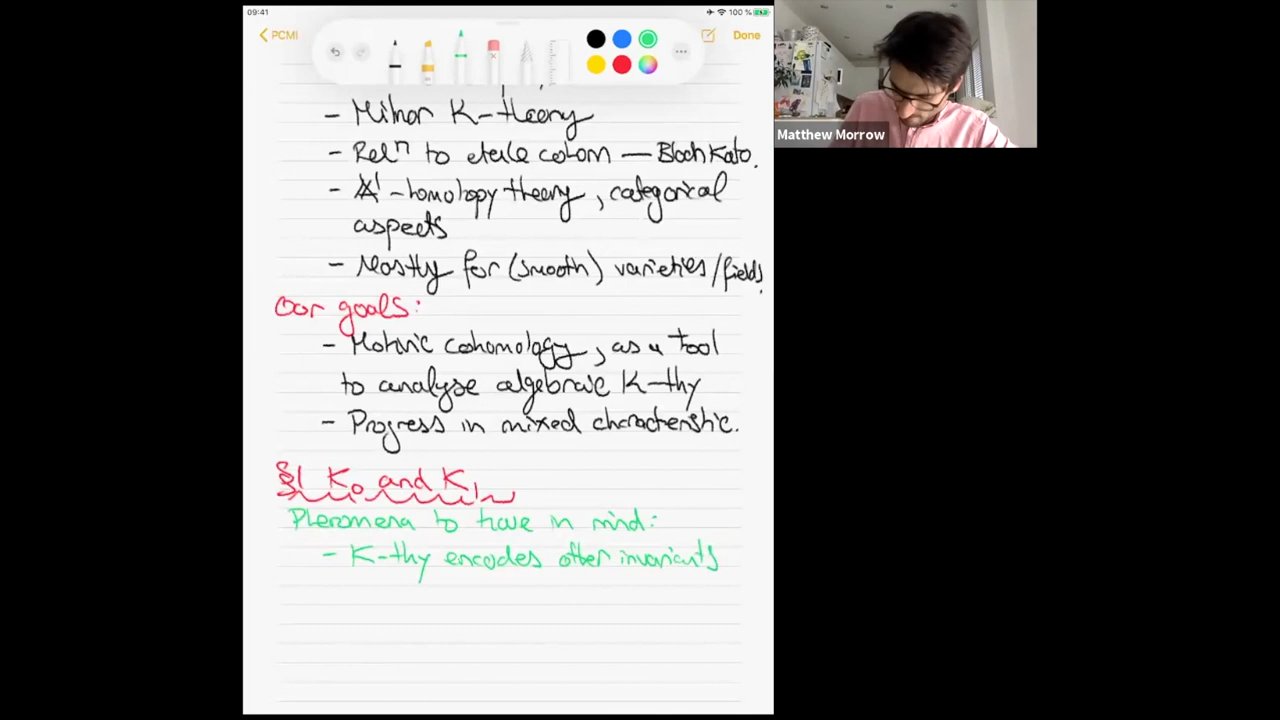 09:41
100 %
PCMI
Done
- Milnor K-theory
- Relⁿ to etale cohom — Bloch Kato.
- A¹-homotopy theory, categorical
aspects
- Mostly for (smooth) varieties/fields.
Our goals:
- Motivic cohomology, as a tool
to analyse algebraic K-thy
- Progress in mixed characteristic.
§1 K₀ and K₁
Phenomena to have in mind:
- K-thy encodes other invariants
Matthew Morrow